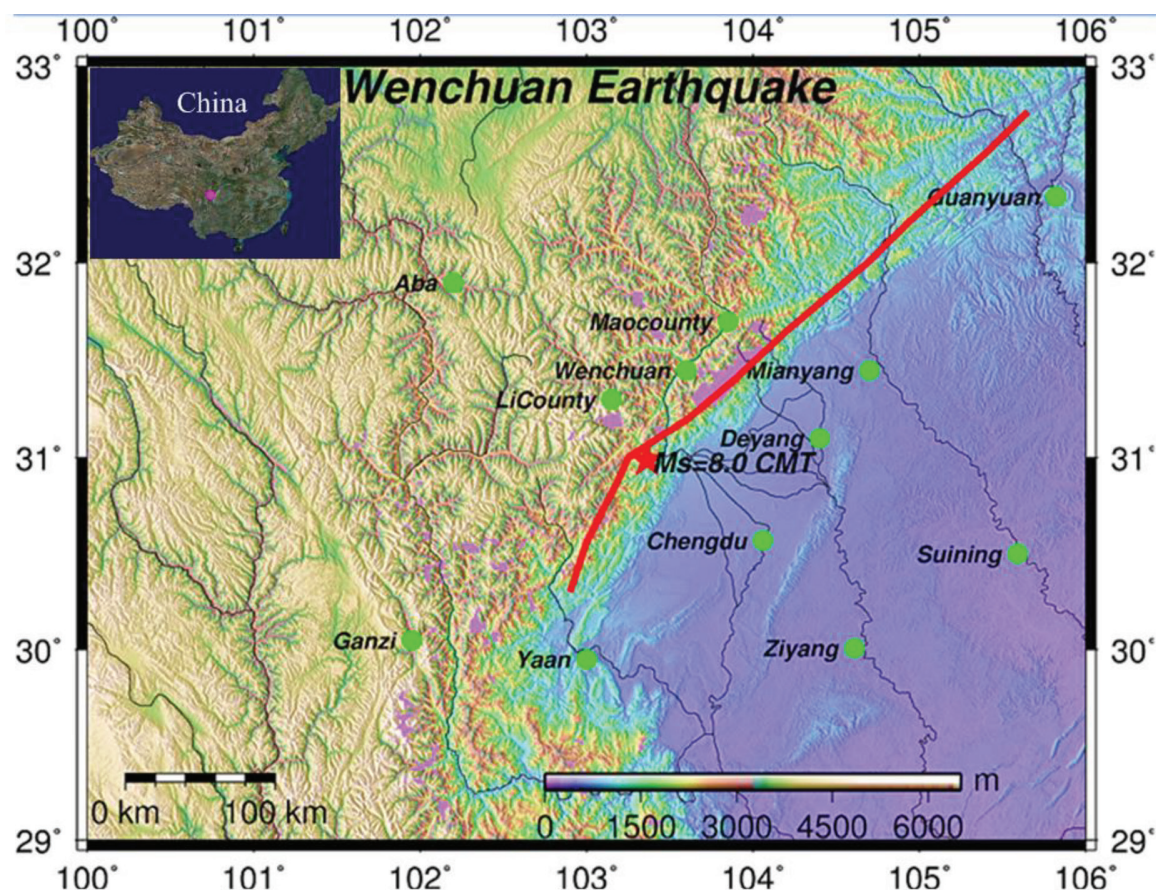 100° 101° 102° 103° 104° 105° 106°
33° 33°
China
Wenchuan Earthquake
Guanyuan
32° 32°
Aba
Maocounty
Wenchuan Mianyang
LiCounty
Deyang
31° Ms=8.0 CMT 31°
Chengdu
Suining
30° Ganzi Yaan Ziyang 30°
m
0 km 100 km 0 1500 3000 4500 6000
29° 29°
100° 101° 102° 103° 104° 105° 106°